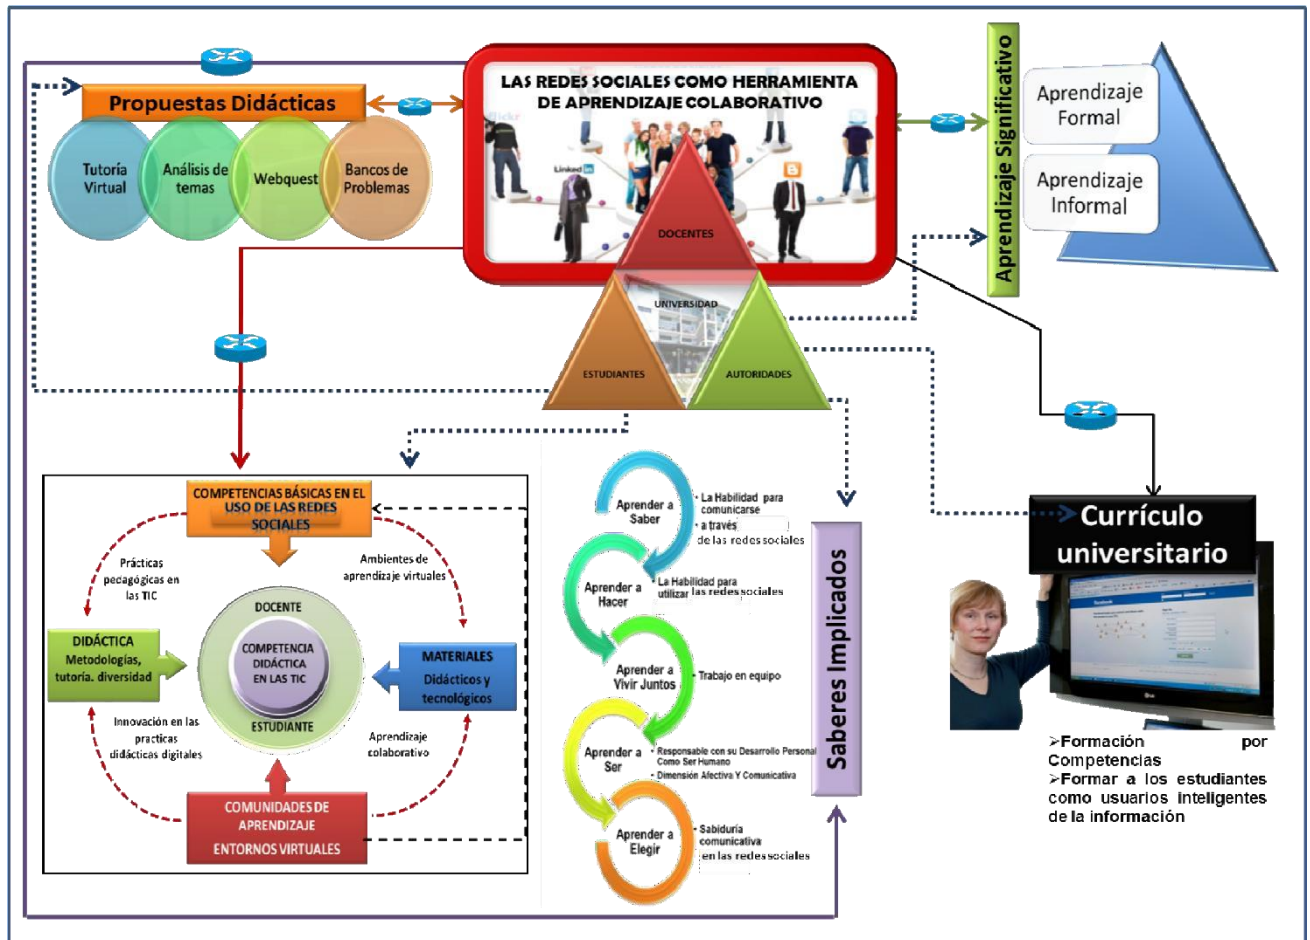 LAS REDES SOCIALES COMO HERRAMIENTA
DE APRENDIZAJE COLABORATIVO
flickr
Linked in
DOCENTES
UNIVERSIDAD
ESTUDIANTES
AUTORIDADES
Propuestas Didácticas
Tutoría
Virtual
Análisis de
temas
Webquest
Bancos de
Problemas
Aprendizaje Significativo
Aprendizaje
Formal
Aprendizaje
Informal
COMPETENCIAS BÁSICAS EN EL
USO DE LAS REDES
SOCIALES
Prácticas
pedagógicas en
las TIC
Ambientes de
aprendizaje virtuales
DOCENTE
COMPETENCIA
DIDÁCTICA
EN LAS TIC
ESTUDIANTE
DIDÁCTICA
Metodologías,
tutoría. diversidad
MATERIALES
Didácticos y
tecnológicos
Innovación en las
practicas
didácticas digitales
Aprendizaje
colaborativo
COMUNIDADES DE
APRENDIZAJE
ENTORNOS VIRTUALES
Aprender a
Saber
• La Habilidad para
comunicarse
• a través
de las redes sociales
Aprender a
Hacer
• La Habilidad para
utilizar las redes sociales
Aprender a
Vivir Juntos
• Trabajo en equipo
Aprender a
Ser
• Responsable con su Desarrollo Personal
Como Ser Humano
• Dimensión Afectiva Y Comunicativa
Aprender a
Elegir
• Sabiduría
comunicativa
en las redes sociales
Saberes Implicados
Currículo
universitario
facebook
LG
➢Formación por
Competencias
➢Formar a los estudiantes
como usuarios inteligentes
de la información